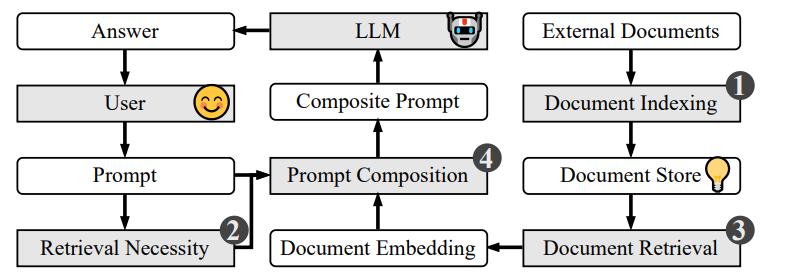 Answer
LLM
External Documents
User
Document Indexing
1
Composite Prompt
Prompt
Prompt Composition
4
Document Store
Retrieval Necessity
2
Document Embedding
Document Retrieval
3